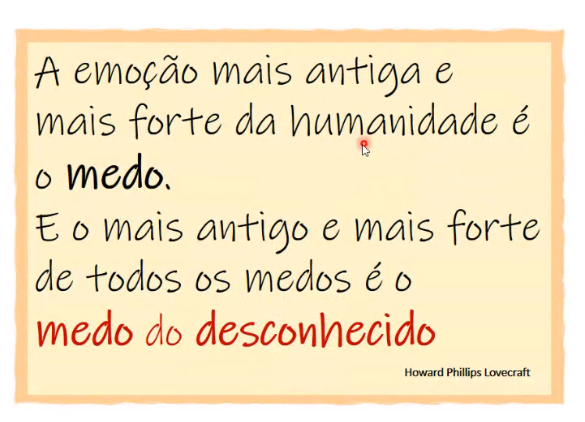 A emoção mais antiga e
mais forte da humanidade é
o medo.
E o mais antigo e mais forte
de todos os medos é o
medo do desconhecido
Howard Phillips Lovecraft